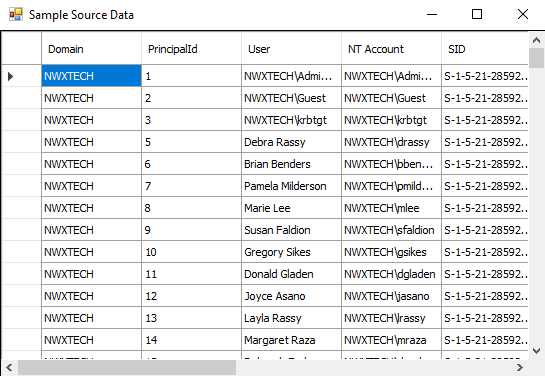 Sample Source Data
Domain PrincipalId User NT Account SID
NWXTECH 1 NWXTECH\Admi... NWXTECH\Admi... S-1-5-21-28592...
NWXTECH 2 NWXTECH\Guest NWXTECH\Guest S-1-5-21-28592...
NWXTECH 3 NWXTECH\krbtgt NWXTECH\krbtgt S-1-5-21-28592...
NWXTECH 5 Debra Rassy NWXTECH\drassy S-1-5-21-28592...
NWXTECH 6 Brian Benders NWXTECH\bben... S-1-5-21-28592...
NWXTECH 7 Pamela Milderson NWXTECH\pmild... S-1-5-21-28592...
NWXTECH 8 Marie Lee NWXTECH\mlee S-1-5-21-28592...
NWXTECH 9 Susan Faldion NWXTECH\sfaldion S-1-5-21-28592...
NWXTECH 10 Gregory Sikes NWXTECH\gsikes S-1-5-21-28592...
NWXTECH 11 Donald Gladen NWXTECH\dgladen S-1-5-21-28592...
NWXTECH 12 Joyce Asano NWXTECH\jasano S-1-5-21-28592...
NWXTECH 13 Layla Rassy NWXTECH\lrassy S-1-5-21-28592...
NWXTECH 14 Margaret Raza NWXTECH\mraza S-1-5-21-28592...